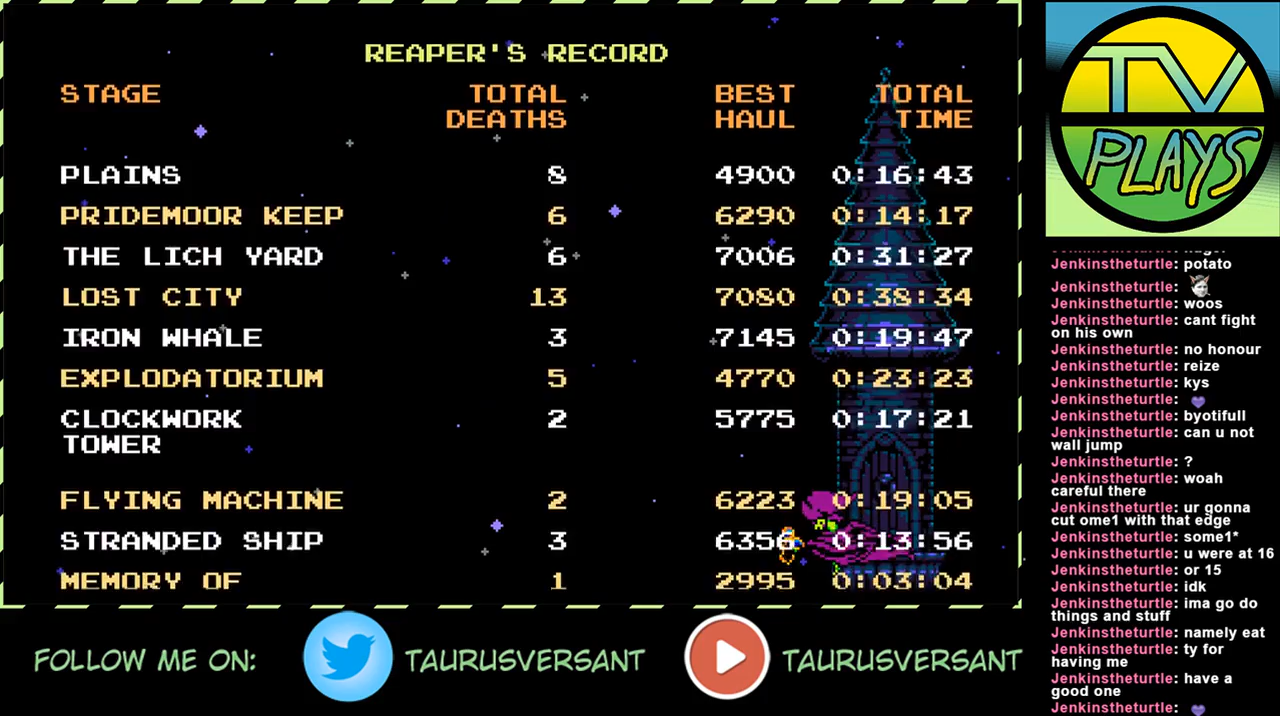 REAPER'S RECORD
STAGE TOTAL DEATHS BEST HAUL TOTAL TIME
PLAINS 8 4900 0:16:43
PRIDEMOOR KEEP 6 6290 0:14:17
THE LICH YARD 6 7006 0:31:27
LOST CITY 13 7080 0:38:34
IRON WHALE 3 7145 0:19:47
EXPLODATORIUM 5 4770 0:23:23
CLOCKWORK 2 5775 0:17:21
TOWER
FLYING MACHINE 2 6223 0:19:05
STRANDED SHIP 3 6356 0:13:56
MEMORY OF 1 2995 0:03:04
FOLLOW ME ON: TAURUSVERSANT TAURUSVERSANT
TV
PLAYS
Jenkinstheturtle: potato
Jenkinstheturtle:
Jenkinstheturtle: woos
Jenkinstheturtle: cant fight
on his own
Jenkinstheturtle: no honour
Jenkinstheturtle: reize
Jenkinstheturtle: kys
Jenkinstheturtle:
Jenkinstheturtle: byotifull
Jenkinstheturtle: can u not
wall jump
Jenkinstheturtle: ?
Jenkinstheturtle: woah
careful there
Jenkinstheturtle: ur gonna
cut ome1 with that edge
Jenkinstheturtle: some1*
Jenkinstheturtle: u were at 16
Jenkinstheturtle: or 15
Jenkinstheturtle: idk
Jenkinstheturtle: ima go do
things and stuff
Jenkinstheturtle: namely eat
Jenkinstheturtle: ty for
having me
Jenkinstheturtle: have a
good one
Jenkinstheturtle: